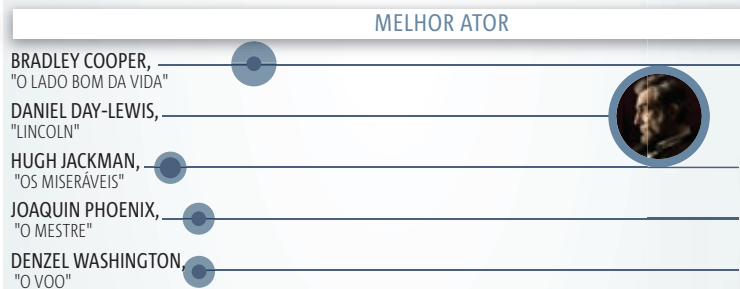 MELHOR ATOR
BRADLEY COOPER,
"O LADO BOM DA VIDA"
DANIEL DAY-LEWIS,
"LINCOLN"
HUGH JACKMAN,
"OS MISERÁVEIS"
JOAQUIN PHOENIX,
"O MESTRE"
DENZEL WASHINGTON,
"O VOO"